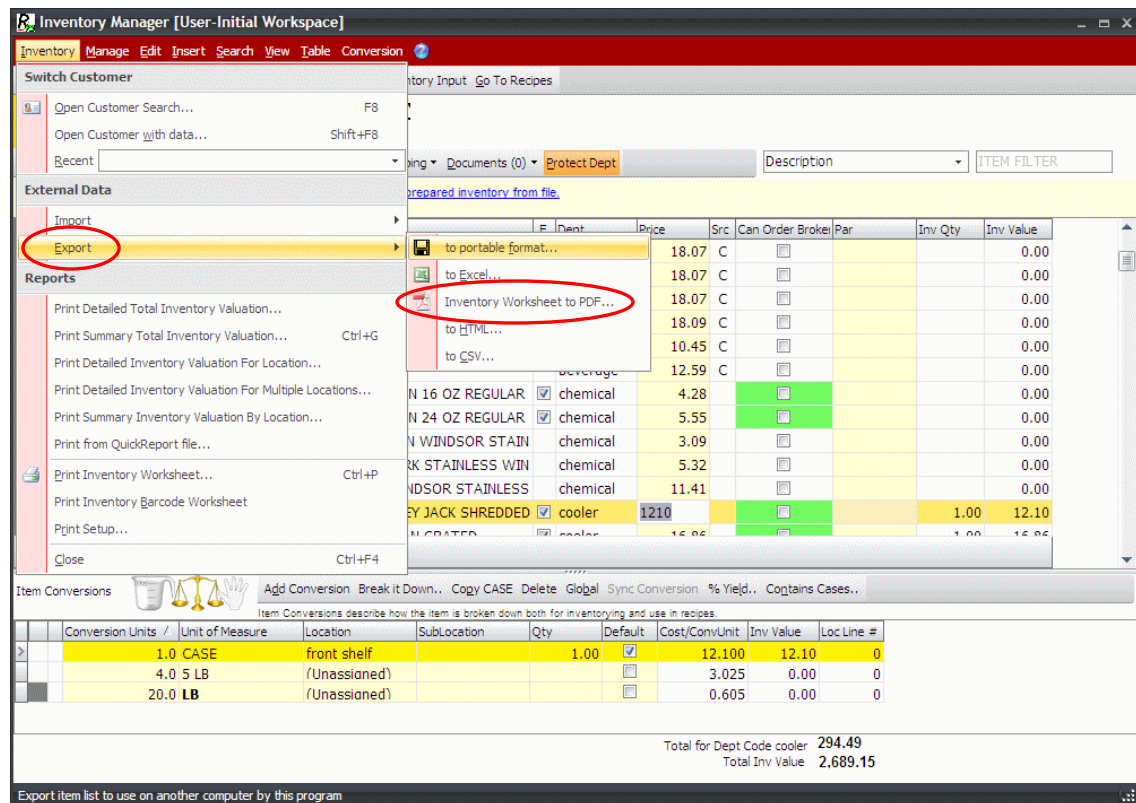 Inventory Manager [User-Initial Workspace]
Inventory Manage Edit Insert Search View Table Conversion
Switch Customer
Open Customer Search... F8
Open Customer with data... Shift+F8
Recent
External Data
Import
Export
Reports
Print Detailed Total Inventory Valuation...
Print Summary Total Inventory Valuation... Ctrl+G
Print Detailed Inventory Valuation For Location...
Print Detailed Inventory Valuation For Multiple Locations...
Print Summary Inventory Valuation By Location...
Print from QuickReport file...
Print Inventory Worksheet... Ctrl+P
Print Inventory Barcode Worksheet
Print Setup...
Close Ctrl+F4
to portable format...
to Excel...
Inventory Worksheet to PDF...
to HTML...
to CSV...
ntory Input Go To Recipes
ping Documents (0) Protect Dept Description ITEM FILTER
prepared inventory from file.
Dept Price Src Can Order Broke Par Inv Qty Inv Value
18.07 C 0.00
18.07 C 0.00
18.07 C 0.00
18.09 C 0.00
10.45 C 0.00
beverage 12.59 C 0.00
N 16 OZ REGULAR chemical 4.28 0.00
N 24 OZ REGULAR chemical 5.55 0.00
N WINDSOR STAIN chemical 3.09 0.00
RK STAINLESS WIN chemical 5.32 0.00
NDSOR STAINLESS chemical 11.41 0.00
EY JACK SHREDDED cooler 1210 1.00 12.10
N GRATED cooler 16.86 1.00 16.86
Item Conversions Add Conversion Break it Down.. Copy CASE Delete Global Sync Conversion % Yield.. Contains Cases..
Item Conversions describe how the item is broken down both for inventorying and use in recipes.
Conversion Units Unit of Measure Location SubLocation Qty Default Cost/ConvUnit Inv Value Loc Line #
1.0 CASE front shelf 1.00 12.100 12.10 0
4.0 5 LB (Unassigned) 3.025 0.00 0
20.0 LB (Unassigned) 0.605 0.00 0
Total for Dept Code cooler 294.49
Total Inv Value 2,689.15
Export item list to use on another computer by this program